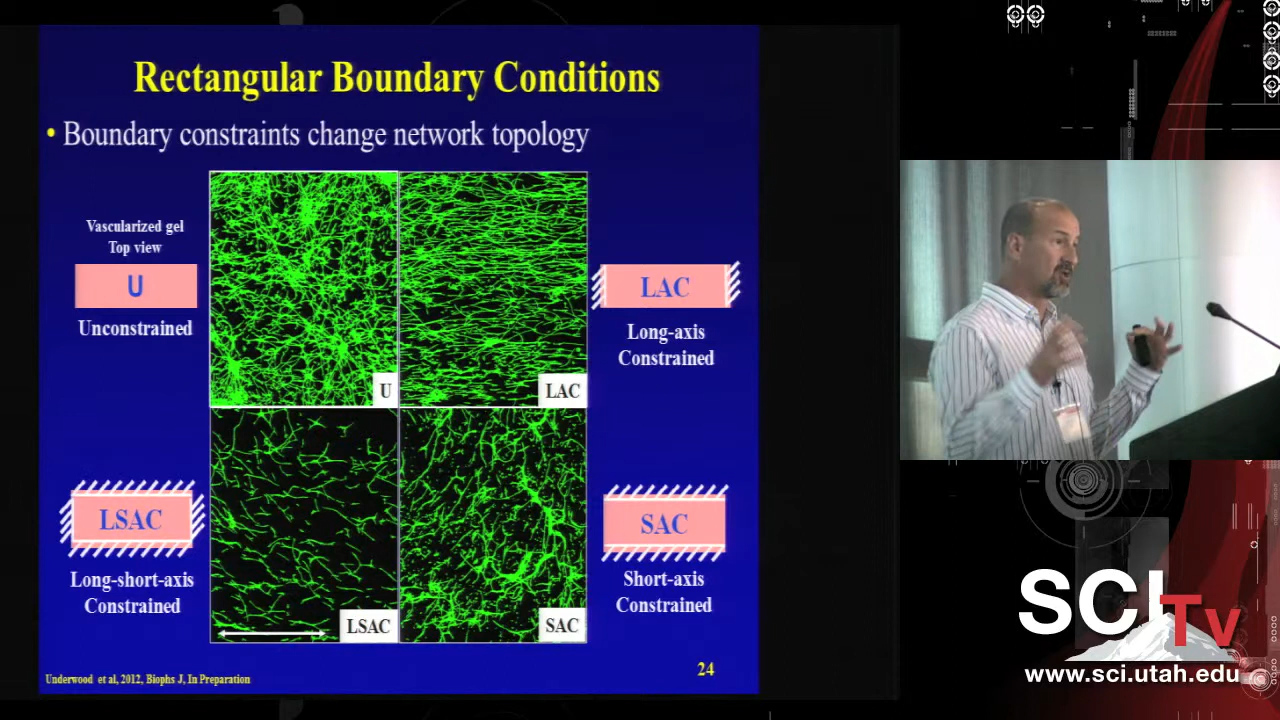 Rectangular Boundary Conditions
• Boundary constraints change network topology
Vascularized gel
Top view
U
Unconstrained
U
LAC
LAC
Long-axis
Constrained
LSAC
Long-short-axis
Constrained
LSAC
SAC
SAC
Short-axis
Constrained
Underwood et al, 2012, Biophs J, In Preparation
24
SCI
TV
www.sci.utah.edu